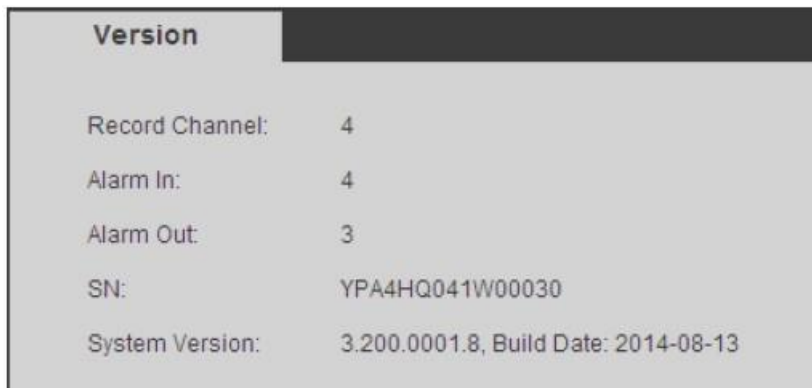 Version
Record Channel: 4
Alarm In: 4
Alarm Out: 3
SN: YPA4HQ041W00030
System Version: 3.200.0001.8, Build Date: 2014-08-13